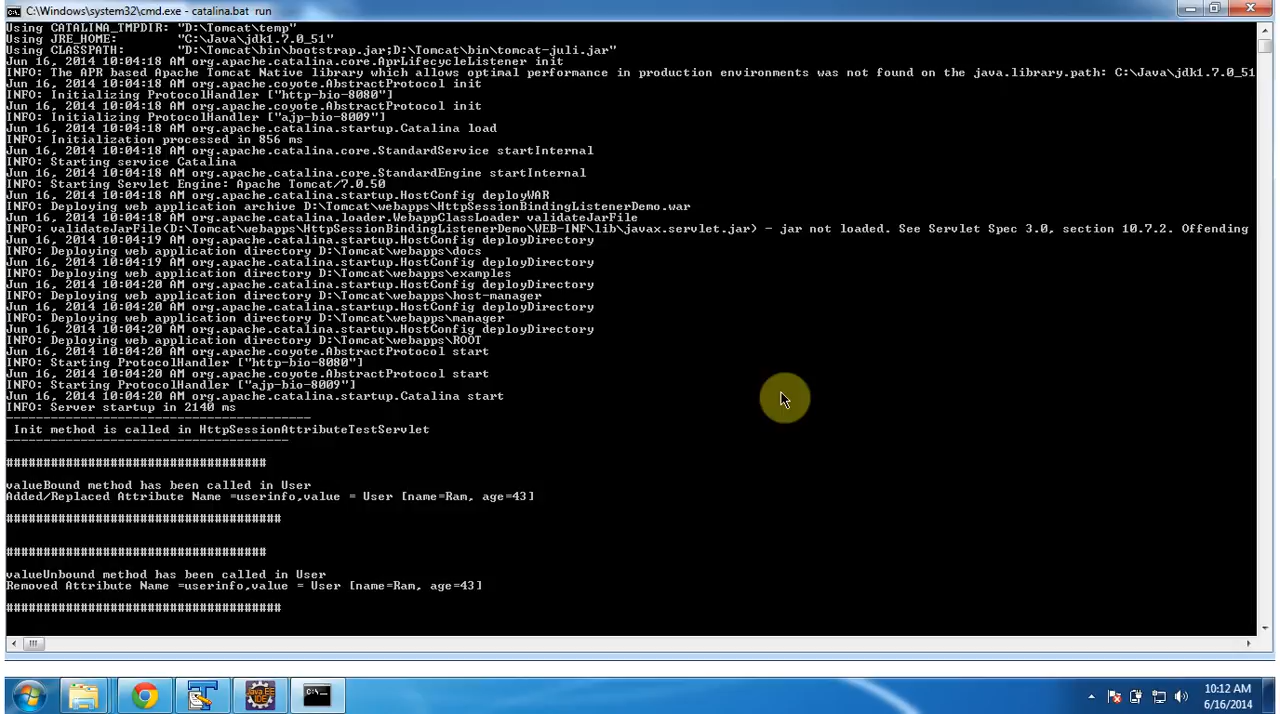 C:\Windows\system32\cmd.exe - catalina.bat  run
Using CATALINA_TMPDIR: "D:\Tomcat\temp"
Using JRE_HOME:        "C:\Java\jdk1.7.0_51"
Using CLASSPATH:       "D:\Tomcat\bin\bootstrap.jar;D:\Tomcat\bin\tomcat-juli.jar"
Jun 16, 2014 10:04:18 AM org.apache.catalina.core.AprLifecycleListener init
INFO: The APR based Apache Tomcat Native library which allows optimal performance in production environments was not found on the java.library.path: C:\Java\jdk1.7.0_51
Jun 16, 2014 10:04:18 AM org.apache.coyote.AbstractProtocol init
INFO: Initializing ProtocolHandler ["http-bio-8080"]
Jun 16, 2014 10:04:18 AM org.apache.coyote.AbstractProtocol init
INFO: Initializing ProtocolHandler ["ajp-bio-8009"]
Jun 16, 2014 10:04:18 AM org.apache.catalina.startup.Catalina load
INFO: Initialization processed in 856 ms
Jun 16, 2014 10:04:18 AM org.apache.catalina.core.StandardService startInternal
INFO: Starting service Catalina
Jun 16, 2014 10:04:18 AM org.apache.catalina.core.StandardEngine startInternal
INFO: Starting Servlet Engine: Apache Tomcat/7.0.50
Jun 16, 2014 10:04:18 AM org.apache.catalina.startup.HostConfig deployWAR
INFO: Deploying web application archive D:\Tomcat\webapps\HttpSessionBindingListenerDemo.war
Jun 16, 2014 10:04:18 AM org.apache.catalina.loader.WebappClassLoader validateJarFile
INFO: validateJarFile(D:\Tomcat\webapps\HttpSessionBindingListenerDemo\WEB-INF\lib\javax.servlet.jar) - jar not loaded. See Servlet Spec 3.0, section 10.7.2. Offending
Jun 16, 2014 10:04:19 AM org.apache.catalina.startup.HostConfig deployDirectory
INFO: Deploying web application directory D:\Tomcat\webapps\docs
Jun 16, 2014 10:04:19 AM org.apache.catalina.startup.HostConfig deployDirectory
INFO: Deploying web application directory D:\Tomcat\webapps\examples
Jun 16, 2014 10:04:20 AM org.apache.catalina.startup.HostConfig deployDirectory
INFO: Deploying web application directory D:\Tomcat\webapps\host-manager
Jun 16, 2014 10:04:20 AM org.apache.catalina.startup.HostConfig deployDirectory
INFO: Deploying web application directory D:\Tomcat\webapps\manager
Jun 16, 2014 10:04:20 AM org.apache.catalina.startup.HostConfig deployDirectory
INFO: Deploying web application directory D:\Tomcat\webapps\ROOT
Jun 16, 2014 10:04:20 AM org.apache.coyote.AbstractProtocol start
INFO: Starting ProtocolHandler ["http-bio-8080"]
Jun 16, 2014 10:04:20 AM org.apache.coyote.AbstractProtocol start
INFO: Starting ProtocolHandler ["ajp-bio-8009"]
Jun 16, 2014 10:04:20 AM org.apache.catalina.startup.Catalina start
INFO: Server startup in 2140 ms
-----------------------------------------
 Init method is called in HttpSessionAttributeTestServlet
--------------------------------------
###################################
valueBound method has been called in User
Added/Replaced Attribute Name =userinfo,value = User [name=Ram, age=43]
#####################################
###################################
valueUnbound method has been called in User
Removed Attribute Name =userinfo,value = User [name=Ram, age=43]
#####################################
Java EE
IDE
C:\_
10:12 AM
6/16/2014